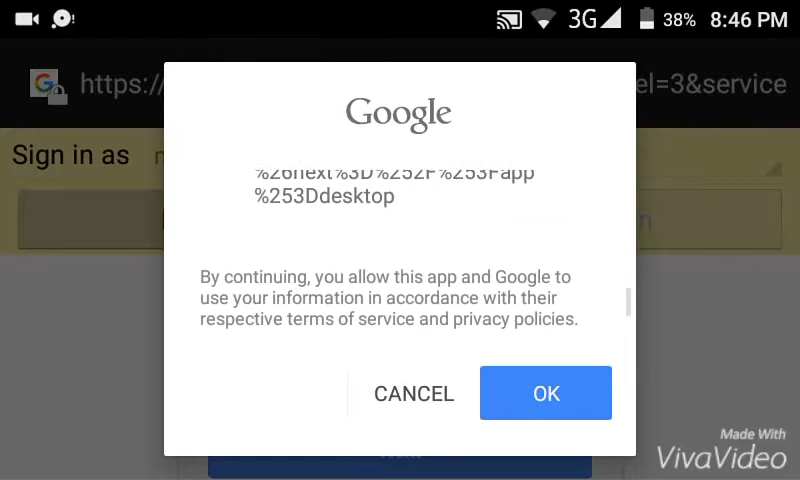 3G 38% 8:46 PM
https:// el=3&service
Google
Sign in as
%26next%3D%252F%253Fapp
%253Ddesktop
By continuing, you allow this app and Google to
use your information in accordance with their
respective terms of service and privacy policies.
CANCEL OK
Made With
VivaVideo